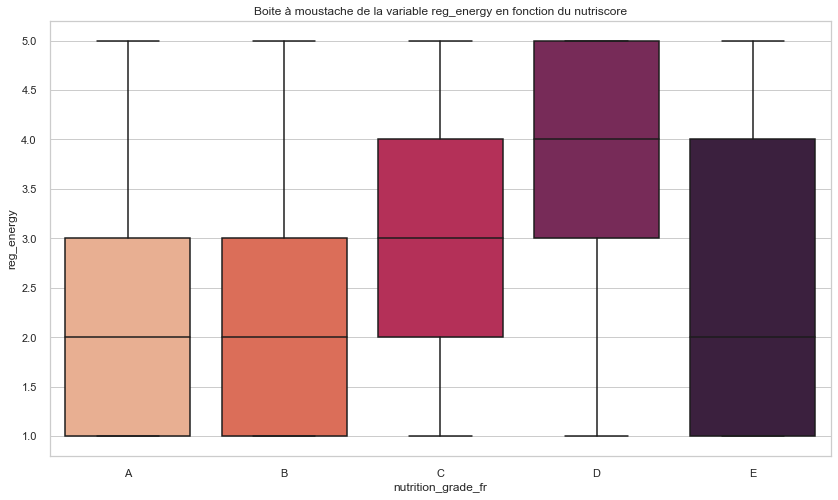 Boite à moustache de la variable reg_energy en fonction du nutriscore
5.0
4.5
4.0
3.5
3.0
2.5
2.0
1.5
1.0
reg_energy
A B C D E
nutrition_grade_fr